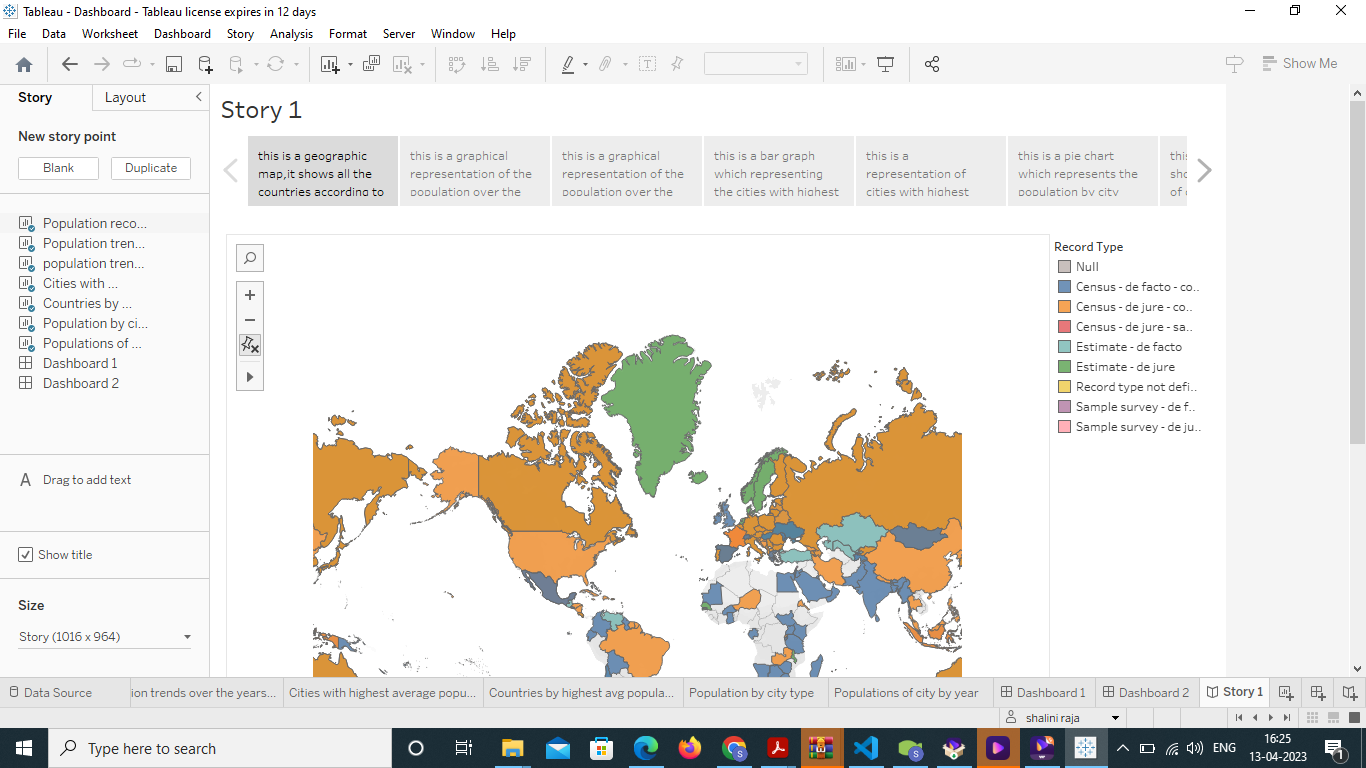 Tableau - Dashboard - Tableau license expires in 12 days
File Data Worksheet Dashboard Story Analysis Format Server Window Help
Show Me
Story Layout
New story point
Blank Duplicate
Population reco...
Population tren...
population tren...
Cities with ...
Countries by ...
Population by ci...
Populations of ...
Dashboard 1
Dashboard 2
A Drag to add text
Show title
Size
Story (1016 x 964)
Story 1
this is a geographic
map,it shows all the
countries according to
this is a graphical
representation of the
population over the
this is a graphical
representation of the
population over the
this is a bar graph
which representing
the cities with highest
this is a
representation of
cities with highest
this is a pie chart
which represents the
population by city
this
sho
of c
Record Type
Null
Census - de facto - co..
Census - de jure - co..
Census - de jure - sa..
Estimate - de facto
Estimate - de jure
Record type not defi..
Sample survey - de f..
Sample survey - de ju..
Data Source ion trends over the years... Cities with highest average popu... Countries by highest avg popula... Population by city type Populations of city by year Dashboard 1 Dashboard 2 Story 1
shalini raja
Type here to search
ENG
16:25
13-04-2023
1